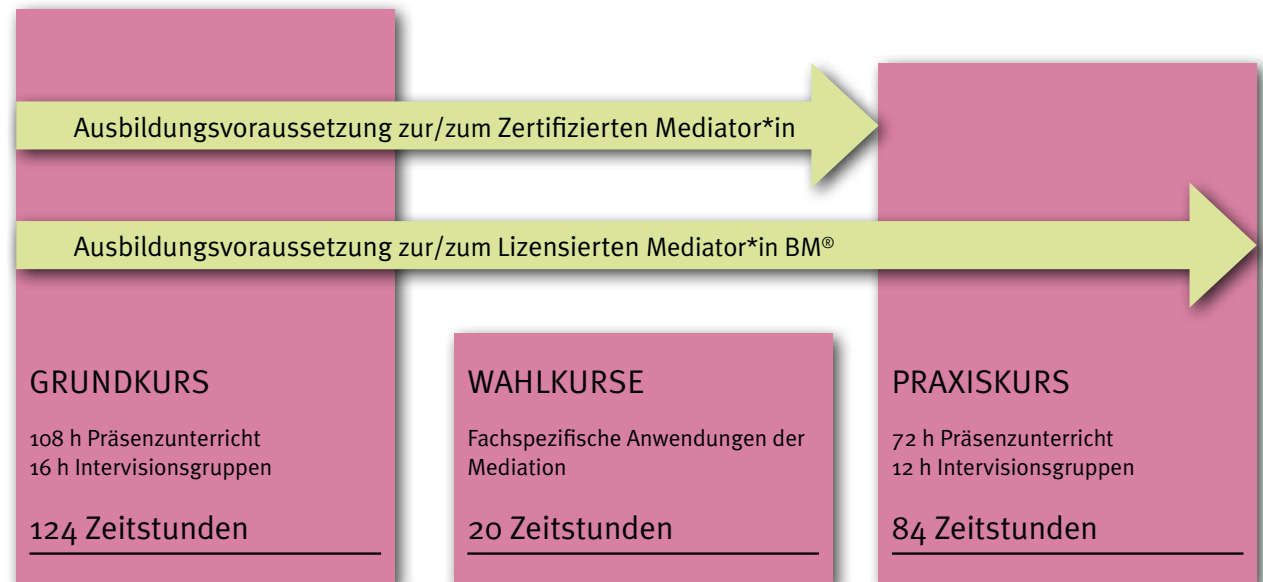 Ausbildungsvoraussetzung zur/zum Zertifizierten Mediator*in
Ausbildungsvoraussetzung zur/zum Lizensierten Mediator*in BM®
GRUNDKURS
108 h Präsenzunterricht
16 h Intervisionsgruppen
124 Zeitstunden
WAHLKURSE
Fachspezifische Anwendungen der
Mediation
20 Zeitstunden
PRAXISKURS
72 h Präsenzunterricht
12 h Intervisionsgruppen
84 Zeitstunden